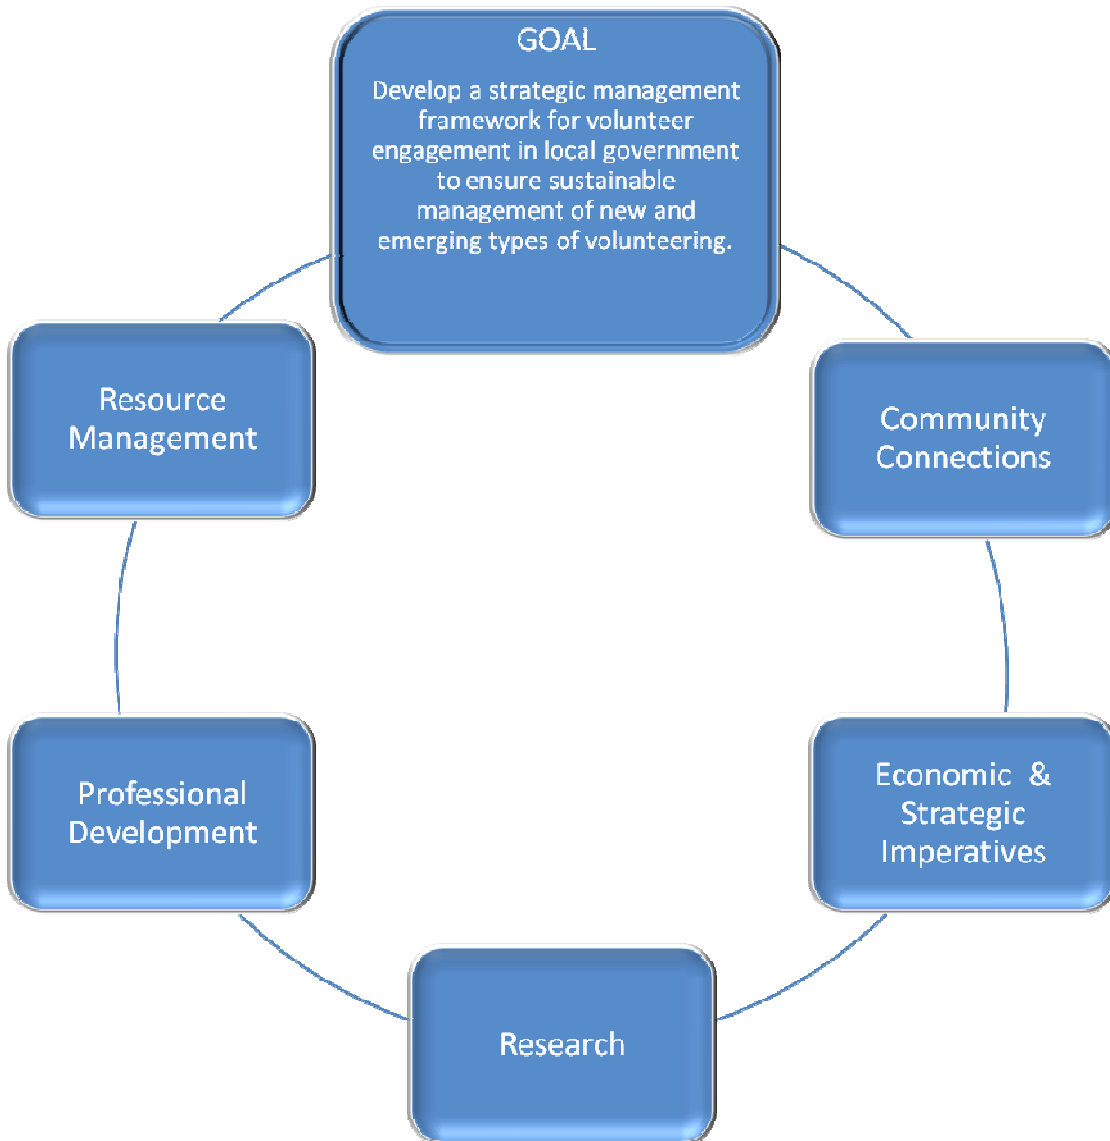 GOAL
Develop a strategic management
framework for volunteer
engagement in local government
to ensure sustainable
management of new and
emerging types of volunteering.
Community
Connections
Economic & 
Strategic
Imperatives
Research
Professional
Development
Resource
Management